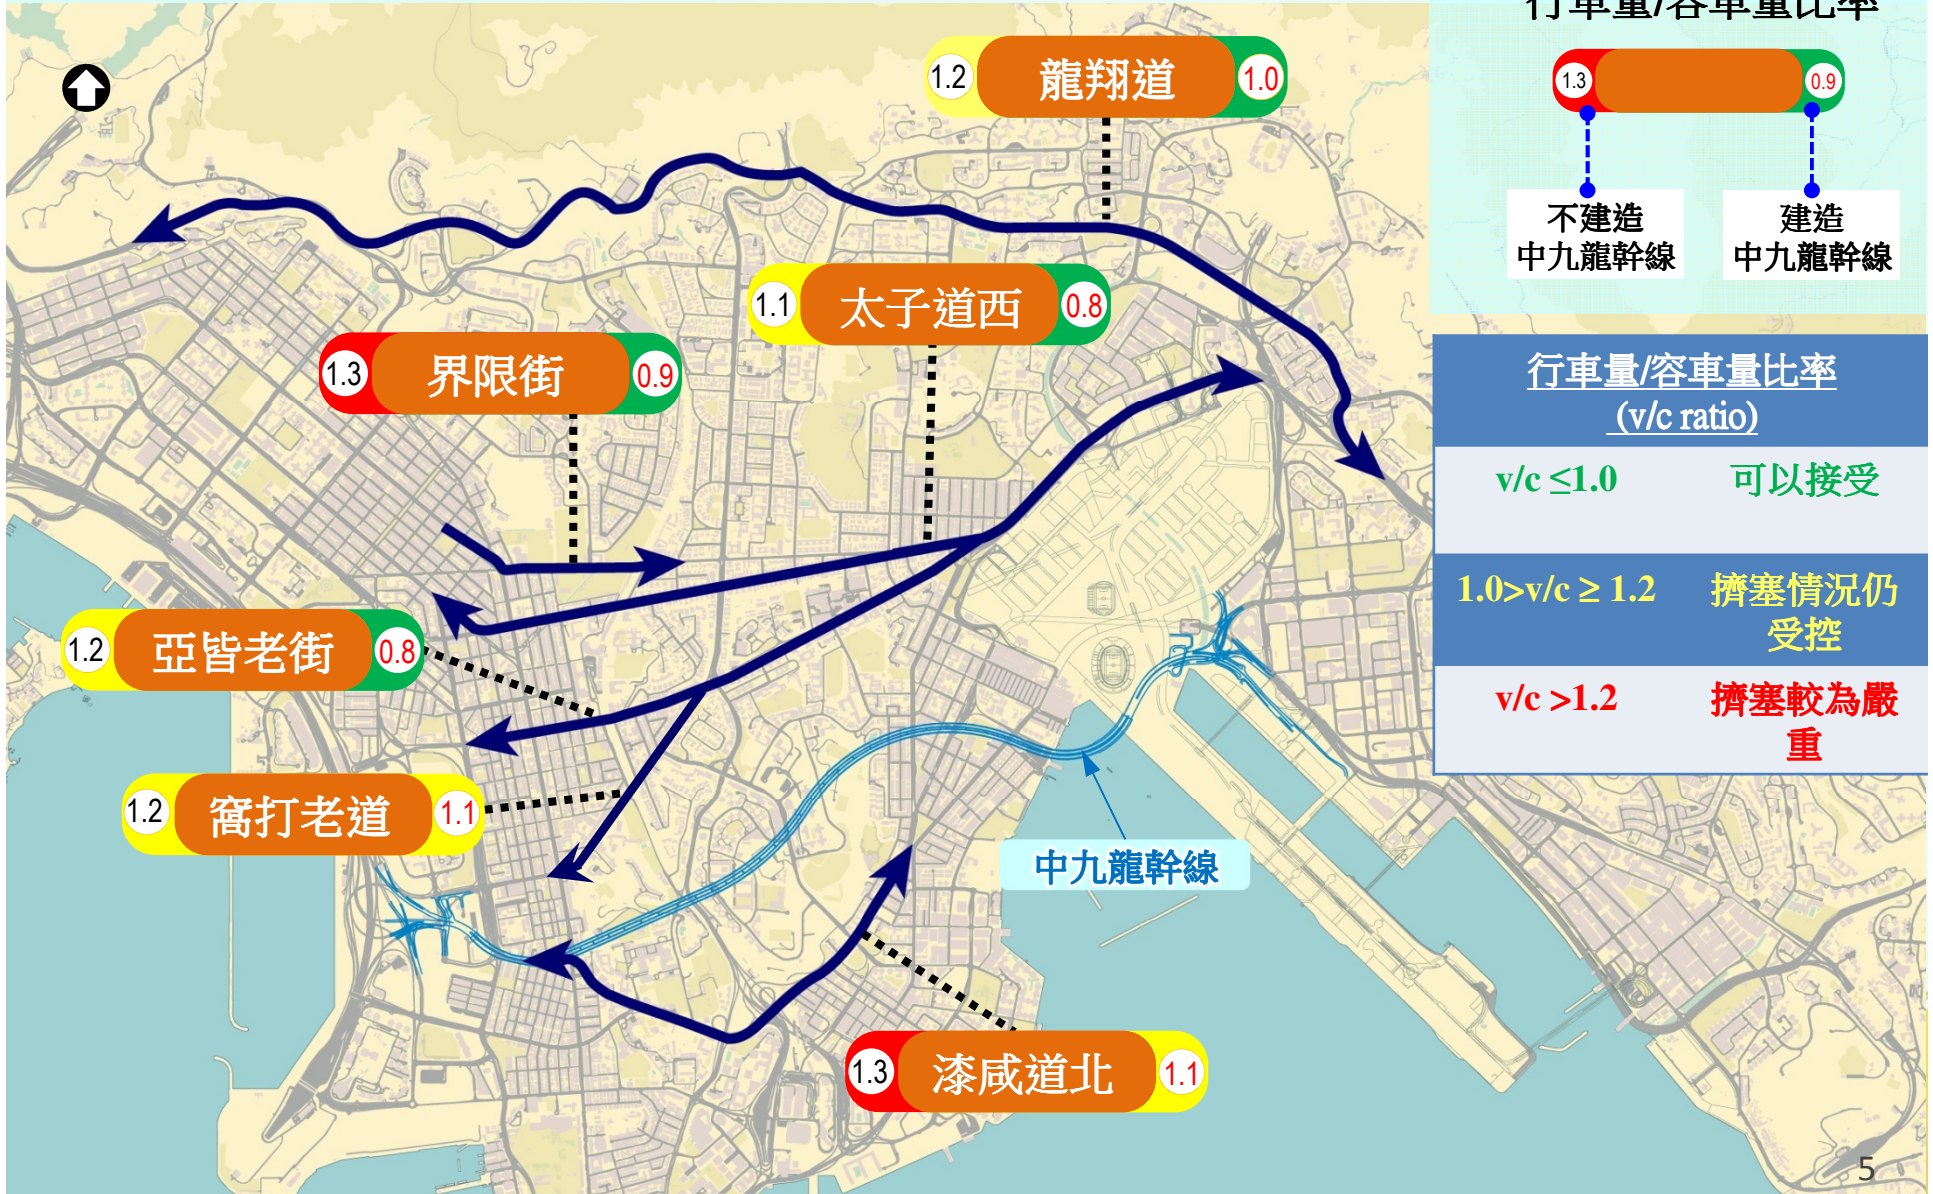 行車量/容車量比率
1.3 0.9
不建造
中九龍幹線
建造
中九龍幹線
1.2 龍翔道 1.0
1.1 太子道西 0.8
1.3 界限街 0.9
1.2 亞皆老街 0.8
1.2 窩打老道 1.1
中九龍幹線
1.3 漆咸道北 1.1
行車量/容車量比率
(v/c ratio)
v/c ≤1.0 可以接受
1.0>v/c ≥ 1.2 擠塞情況仍
受控
v/c >1.2 擠塞較為嚴
重
5